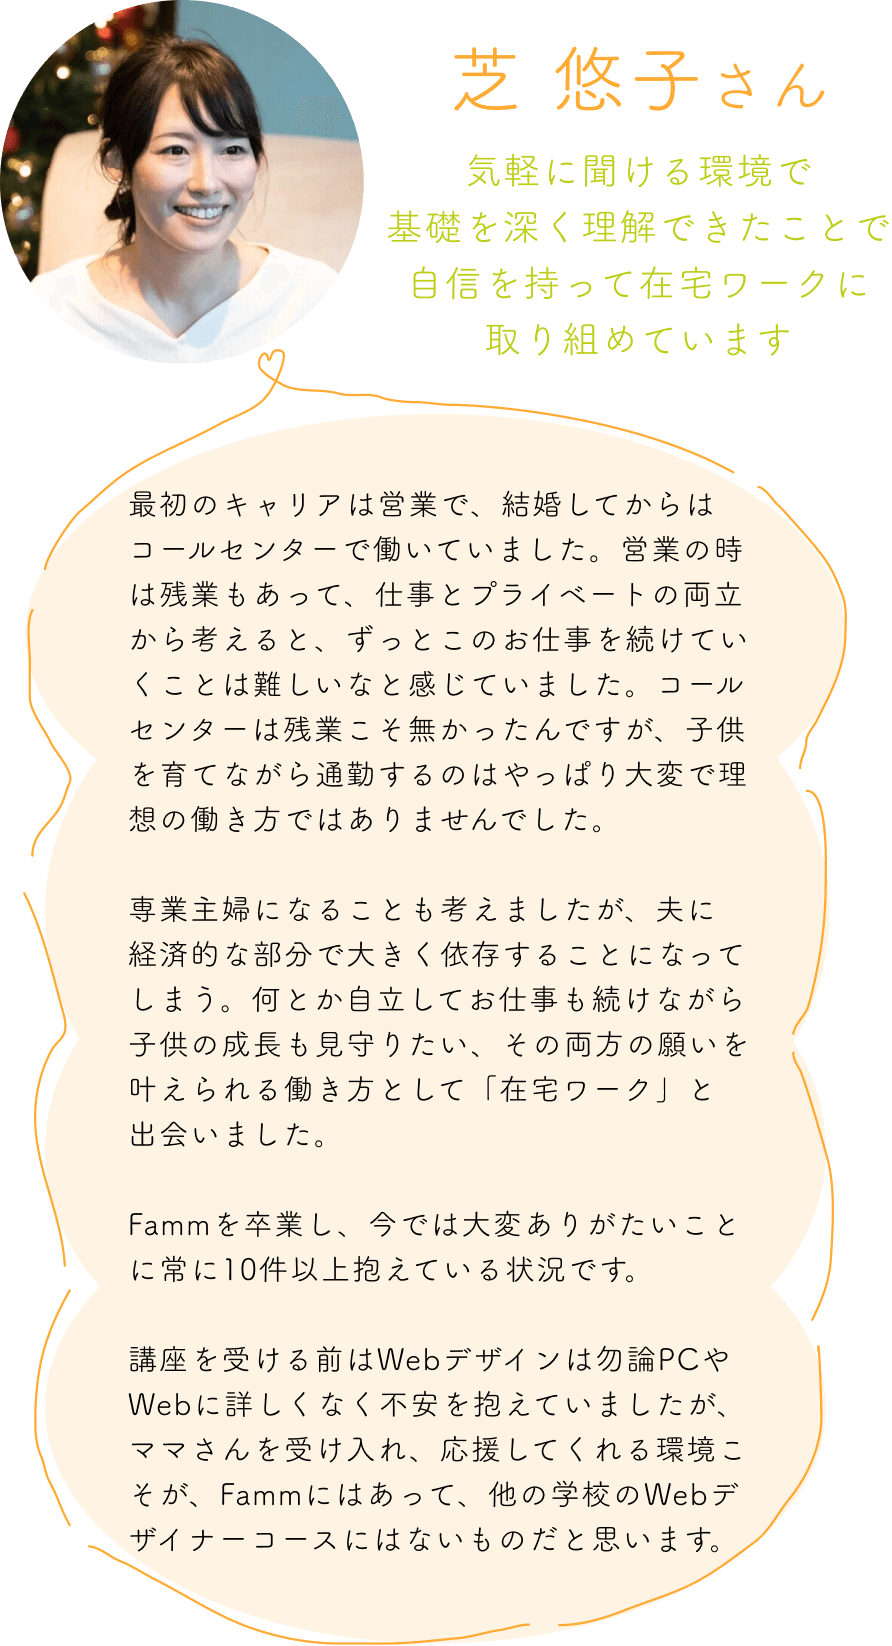 芝 悠子さん
気軽に聞ける環境で
基礎を深く理解できたことで
自信を持って在宅ワークに
取り組めています
最初のキャリアは営業で、結婚してからは
コールセンターで働いていました。営業の時
は残業もあって、仕事とプライベートの両立
から考えると、ずっとこのお仕事を続けてい
くことは難しいなと感じていました。コール
センターは残業こそ無かったんですが、子供
を育てながら通勤するのはやっぱり大変で理
想の働き方ではありませんでした。
専業主婦になることも考えましたが、夫に
経済的な部分で大きく依存することになって
しまう。何とか自立してお仕事も続けながら
子供の成長も見守りたい、その両方の願いを
叶えられる働き方として「在宅ワーク」と
出会いました。
Fammを卒業し、今では大変ありがたいこと
に常に10件以上抱えている状況です。
講座を受ける前はWebデザインは勿論PCや
Webに詳しくなく不安を抱えていましたが、
ママさんを受け入れ、応援してくれる環境こ
そが、Fammにはあって、他の学校のWebデ
ザイナーコースにはないものだと思います。